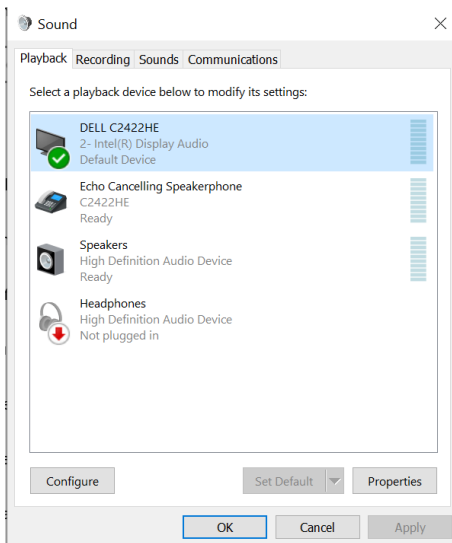 Sound
Playback Recording Sounds Communications
Select a playback device below to modify its settings:
DELL C2422HE
2- Intel(R) Display Audio
Default Device
Echo Cancelling Speakerphone
C2422HE
Ready
Speakers
High Definition Audio Device
Ready
Headphones
High Definition Audio Device
Not plugged in
Configure Set Default Properties
OK Cancel Apply